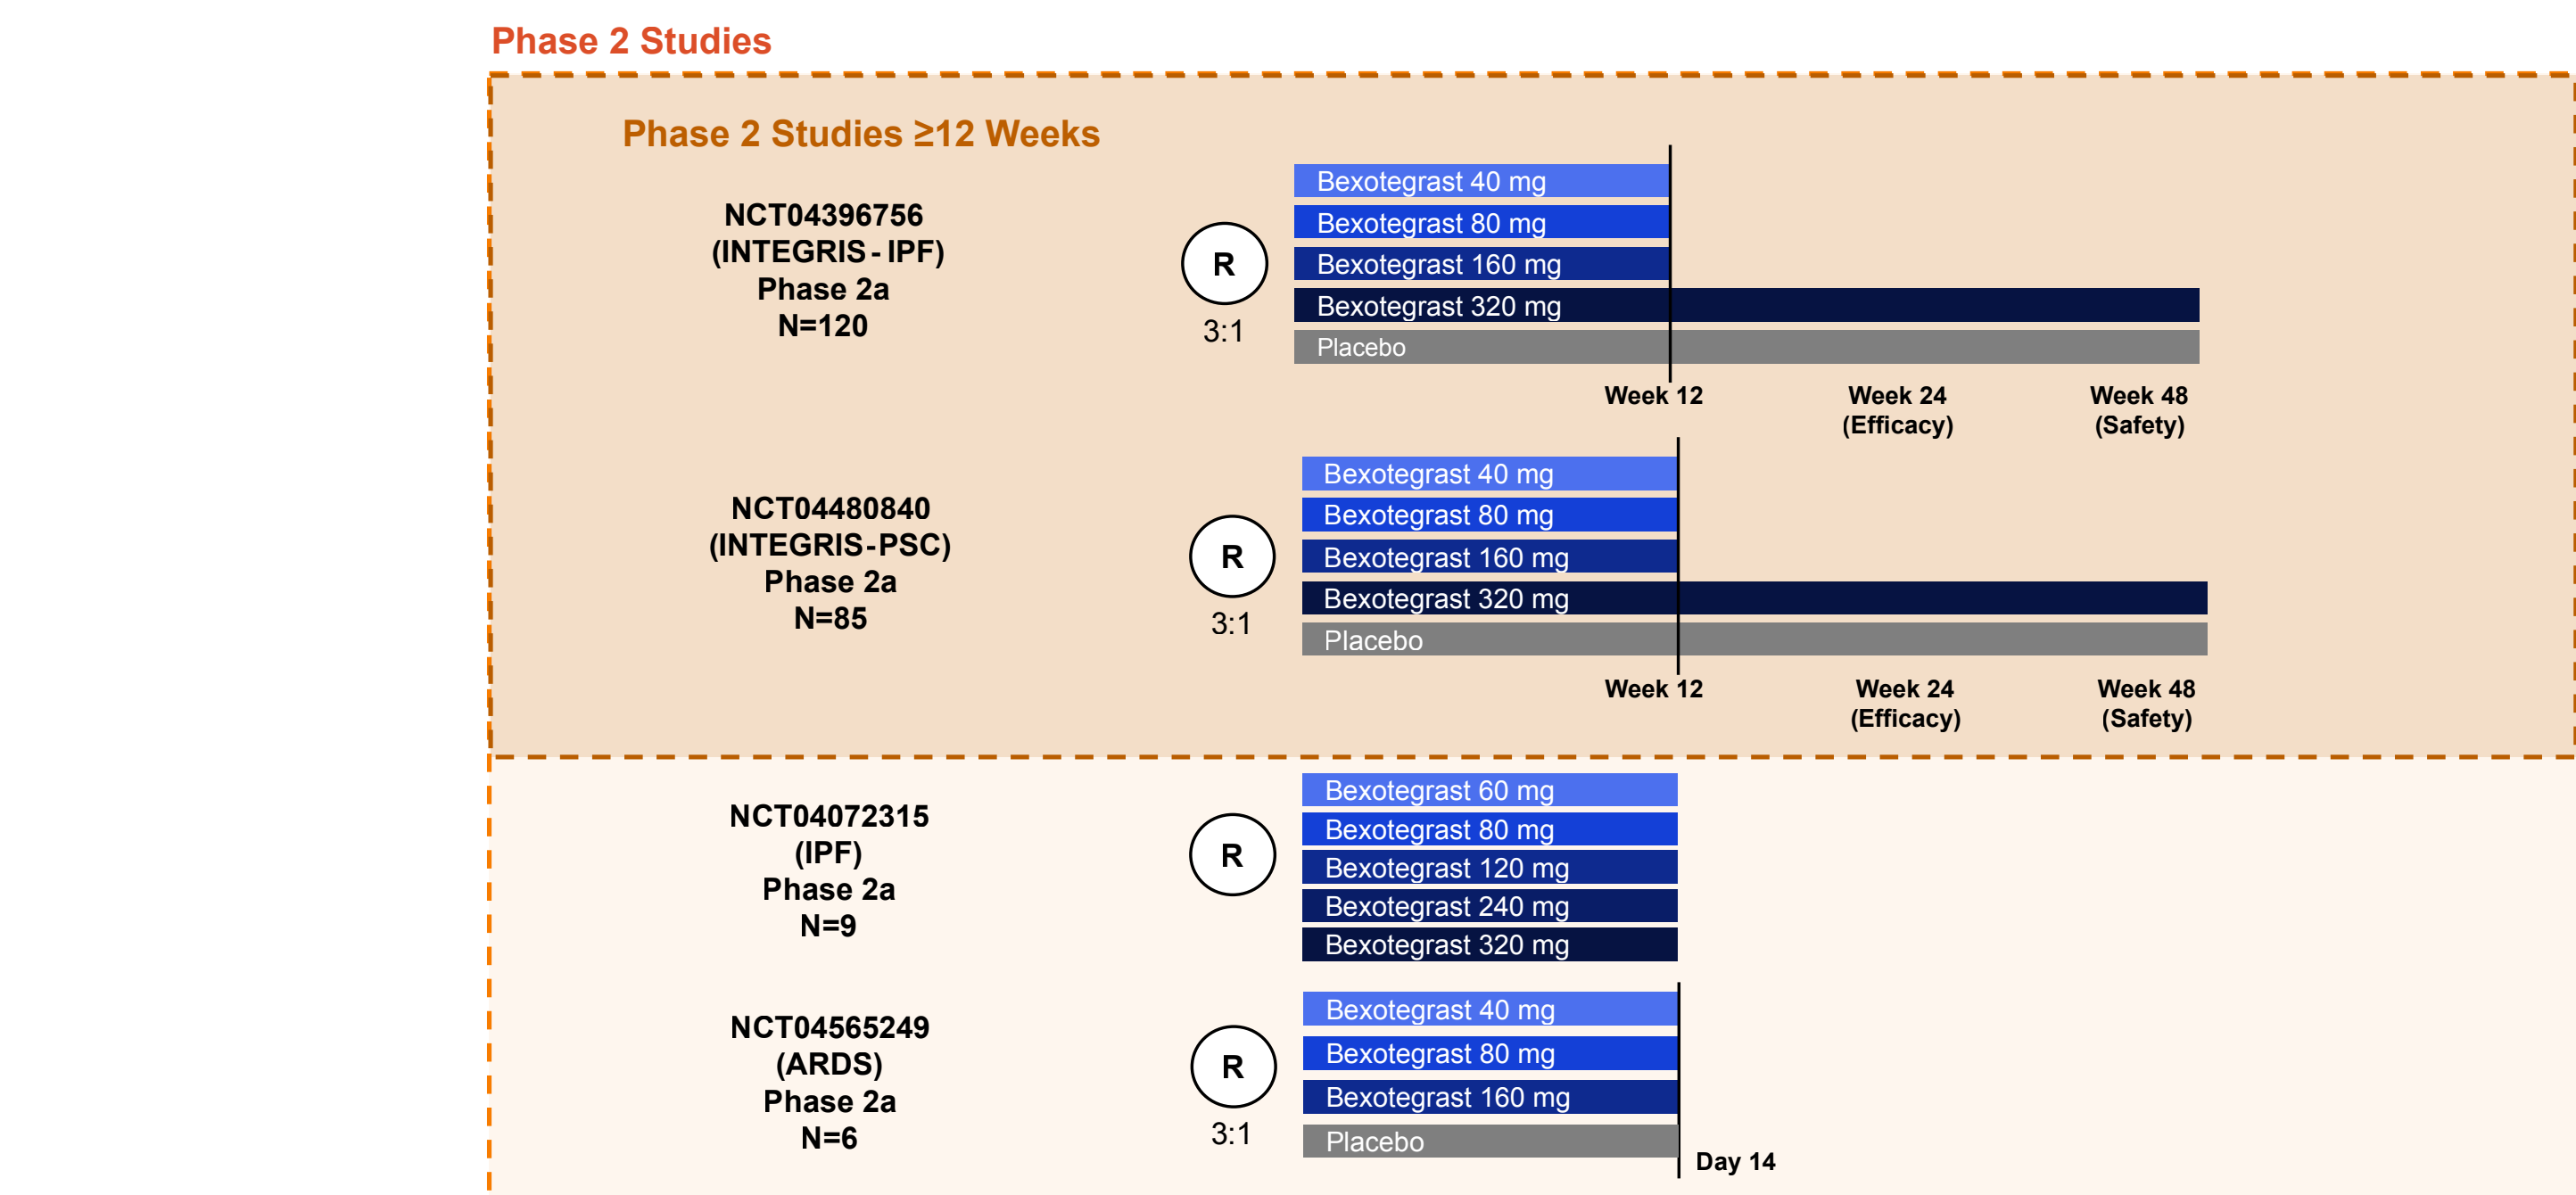 Phase 2 Studies
Phase 2 Studies ≥12 Weeks
NCT04396756
(INTEGRIS-IPF)
Phase 2a
N=120
R
3:1
Bexotegrast 40 mg
Bexotegrast 80 mg
Bexotegrast 160 mg
Bexotegrast 320 mg
Placebo
Week 12
Week 24
(Efficacy)
Week 48
(Safety)
NCT04480840
(INTEGRIS-PSC)
Phase 2a
N=85
R
3:1
Bexotegrast 40 mg
Bexotegrast 80 mg
Bexotegrast 160 mg
Bexotegrast 320 mg
Placebo
Week 12
Week 24
(Efficacy)
Week 48
(Safety)
NCT04072315
(IPF)
Phase 2a
N=9
R
Bexotegrast 60 mg
Bexotegrast 80 mg
Bexotegrast 120 mg
Bexotegrast 240 mg
Bexotegrast 320 mg
NCT04565249
(ARDS)
Phase 2a
N=6
R
3:1
Bexotegrast 40 mg
Bexotegrast 80 mg
Bexotegrast 160 mg
Placebo
Day 14